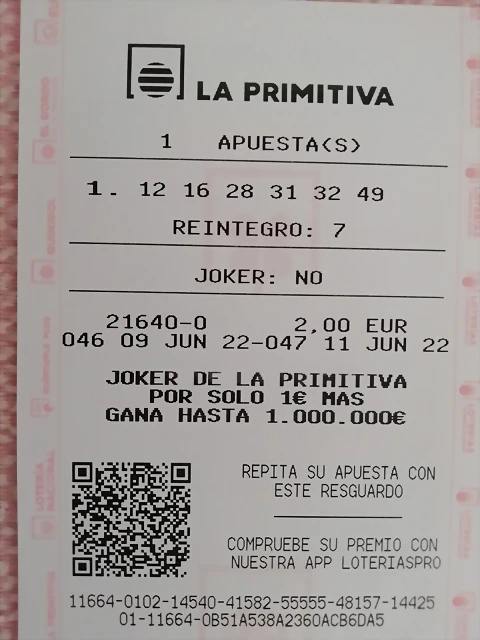 LA PRIMITIVA
1 APUESTA(S)
1. 12 16 28 31 32 49
REINTEGRO: 7
JOKER: NO
21640-0 2,00 EUR
046 09 JUN 22-047 11 JUN 22
JOKER DE LA PRIMITIVA
POR SOLO 1€ MAS
GANA HASTA 1.000.000€
REPITA SU APUESTA CON
ESTE RESGUARDO
COMPRUEBE SU PREMIO CON
NUESTRA APP LOTERIASPRO
11664-0102-14540-41582-55555-48157-14425
01-11664-0B51A538A2360ACB6DA5